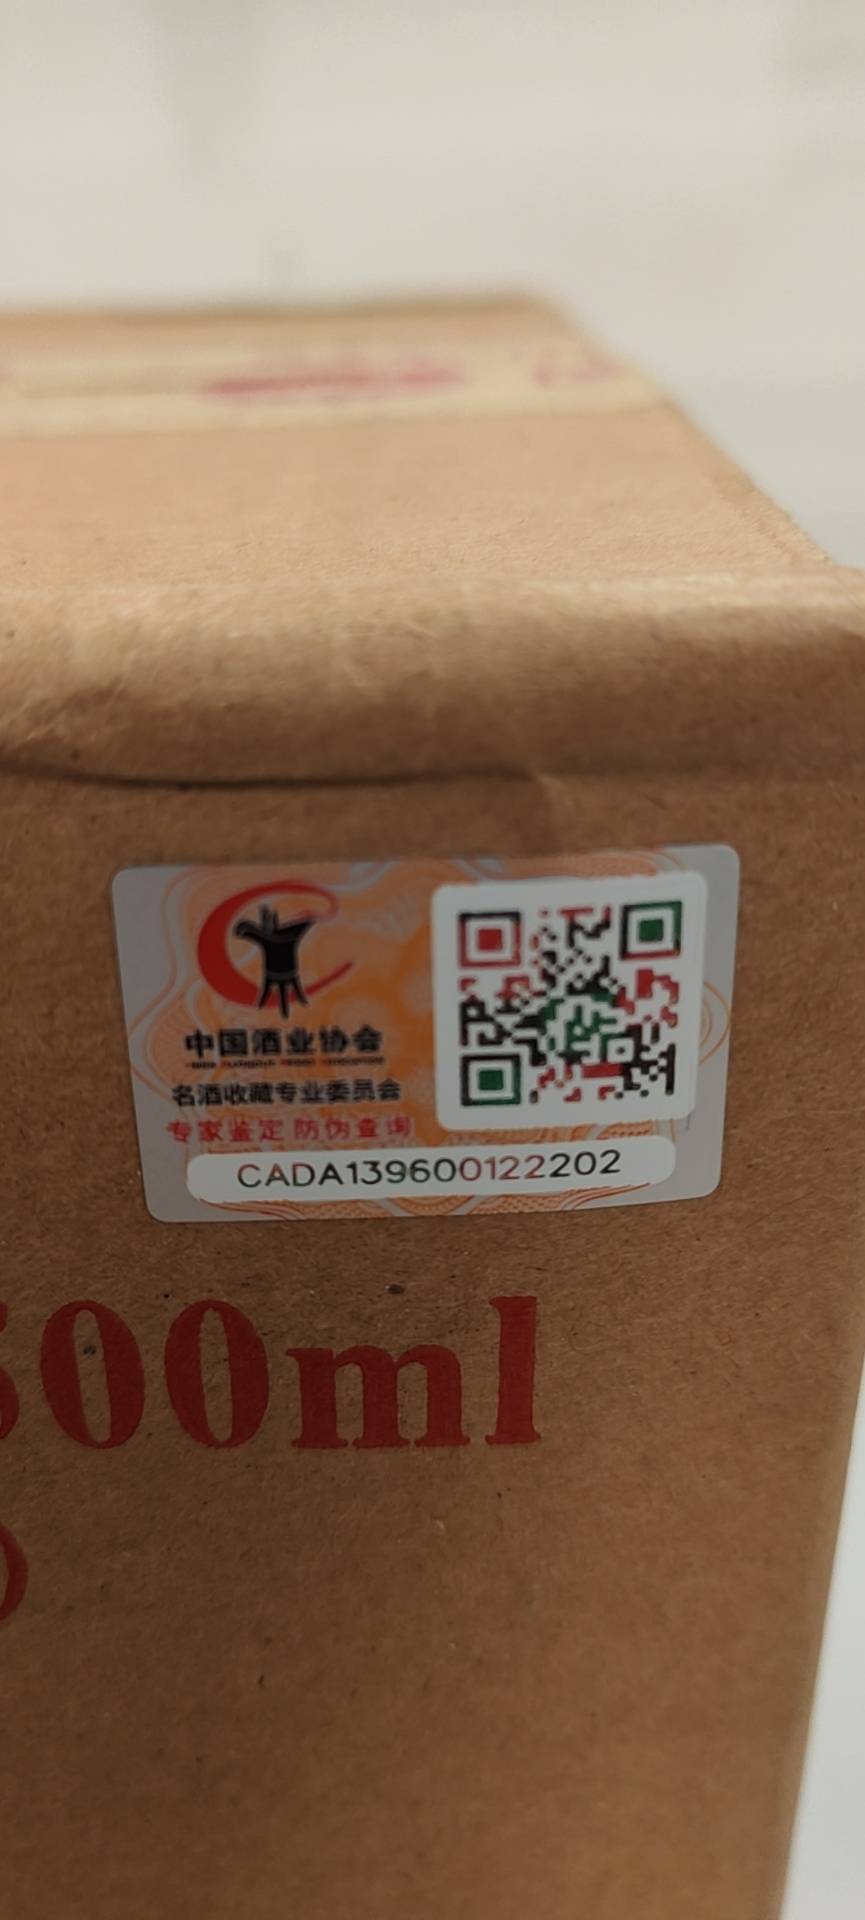 中国酒业协会
名酒收藏专业委员会
专家鉴定 防伪查询
CADA139600122202
500ml